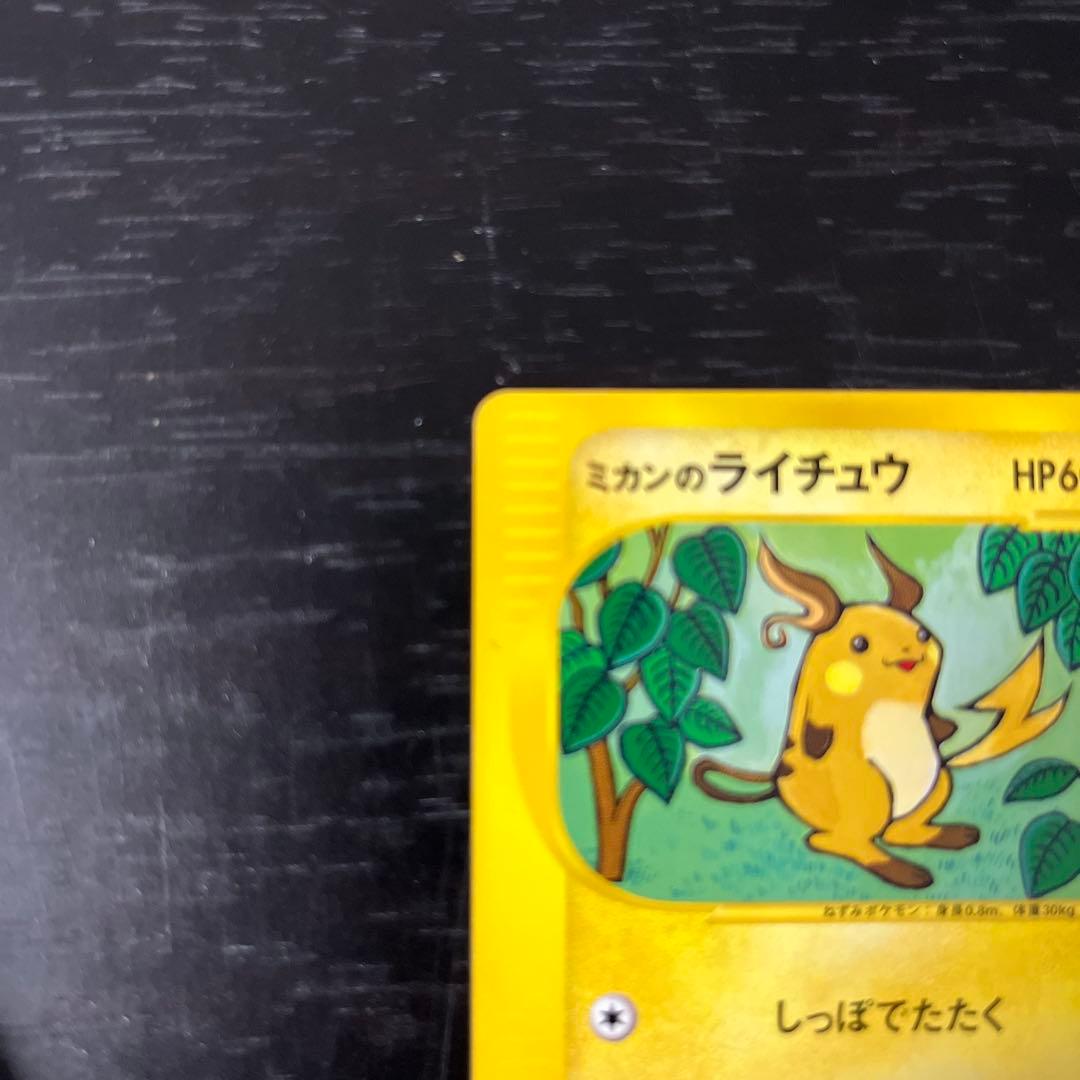 ミカンのライチュウ HP6
ねずみポケモン：身長0.8m、体重30kg
しっぽでたたく